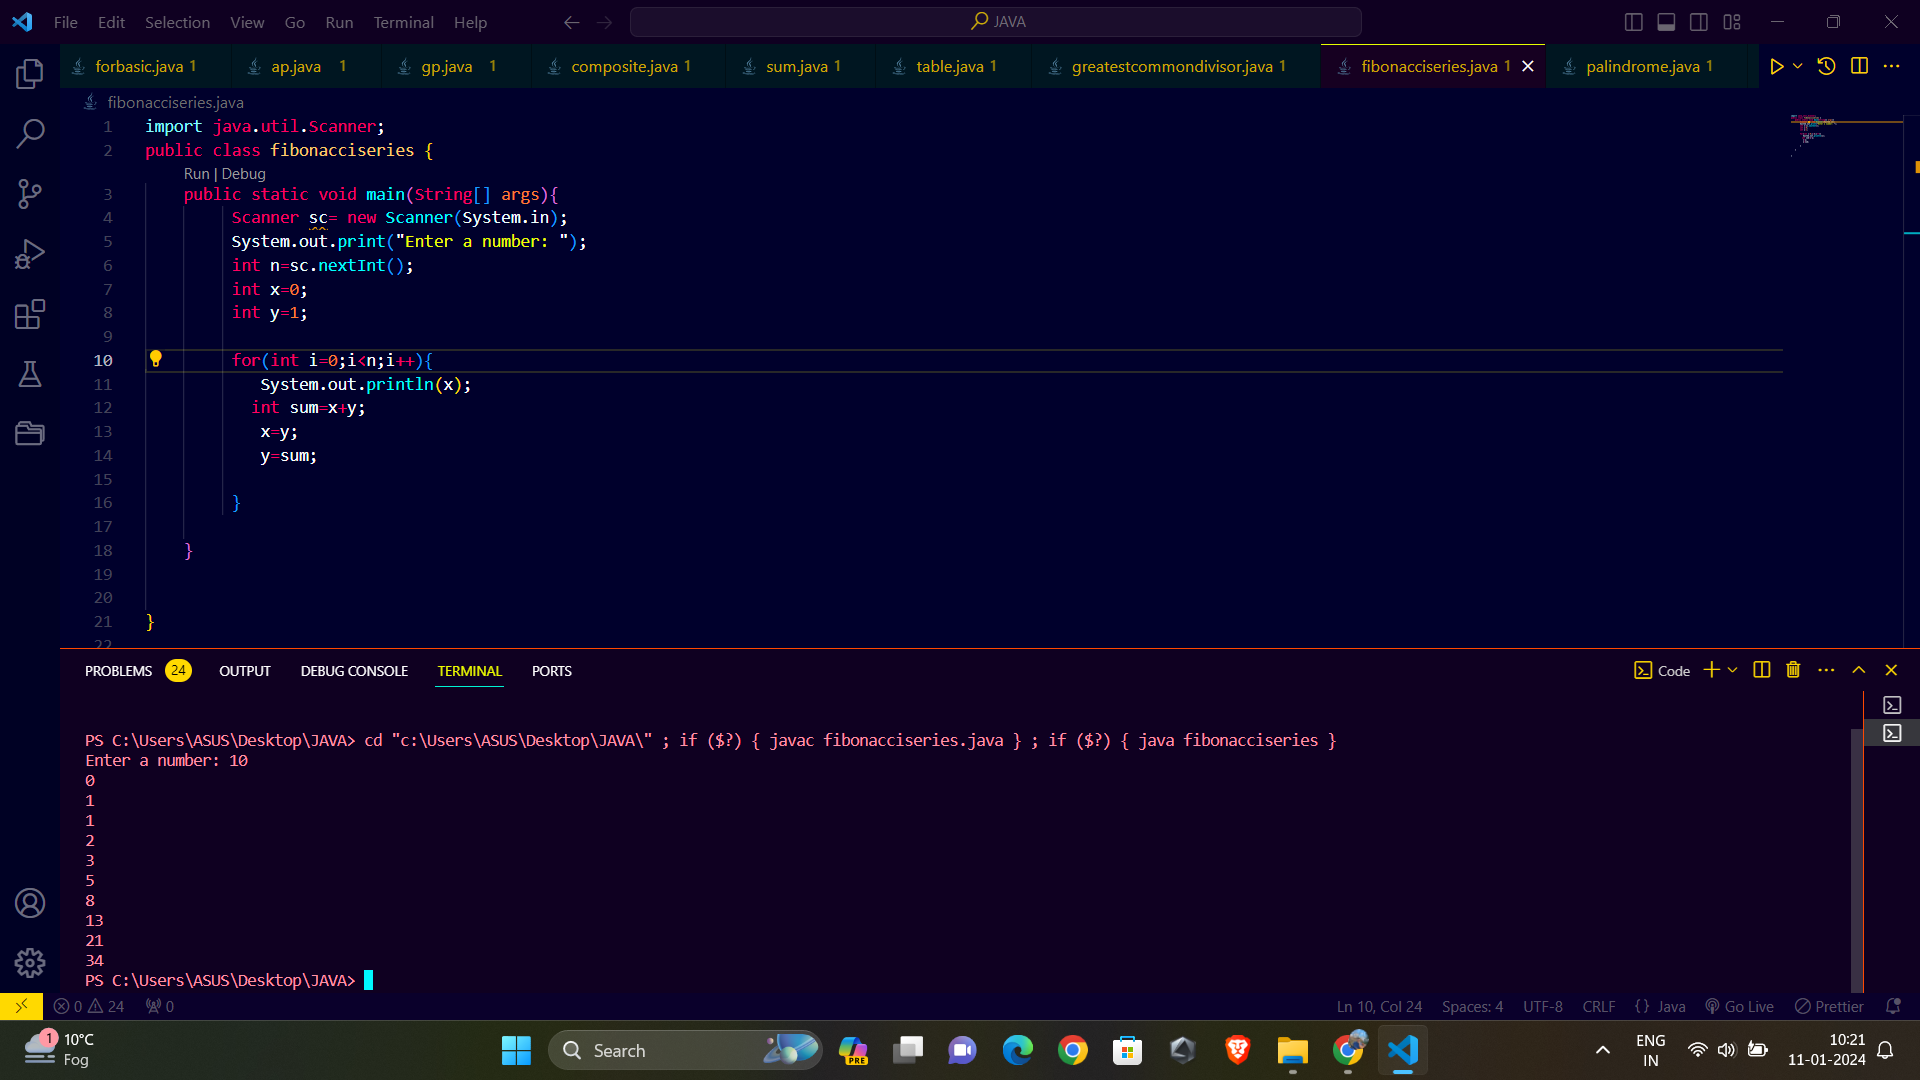 File Edit Selection View Go Run Terminal Help JAVA
forbasic.java 1 ap.java 1 gp.java 1 composite.java 1 sum.java 1 table.java 1 greatestcommondivisor.java 1 fibonacciseries.java 1 palindrome.java 1
fibonacciseries.java
1 import java.util.Scanner;
2 public class fibonacciseries {
Run | Debug
3 public static void main(String[] args){
4 Scanner sc= new Scanner(System.in);
5 System.out.print("Enter a number: ");
6 int n=sc.nextInt();
7 int x=0;
8 int y=1;
9
10 for(int i=0;i<n;i++){
11 System.out.println(x);
12 int sum=x+y;
13 x=y;
14 y=sum;
15
16 }
17
18 }
19
20
21 }
22
PROBLEMS 24 OUTPUT DEBUG CONSOLE TERMINAL PORTS Code
PS C:\Users\ASUS\Desktop\JAVA> cd "c:\Users\ASUS\Desktop\JAVA\" ; if ($?) { javac fibonacciseries.java } ; if ($?) { java fibonacciseries }
Enter a number: 10
0
1
1
2
3
5
8
13
21
34
PS C:\Users\ASUS\Desktop\JAVA>
0 24 0 Ln 10, Col 24 Spaces: 4 UTF-8 CRLF {} Java Go Live Prettier
1 10°C
Fog
Search
PRE
ENG
IN
10:21
11-01-2024